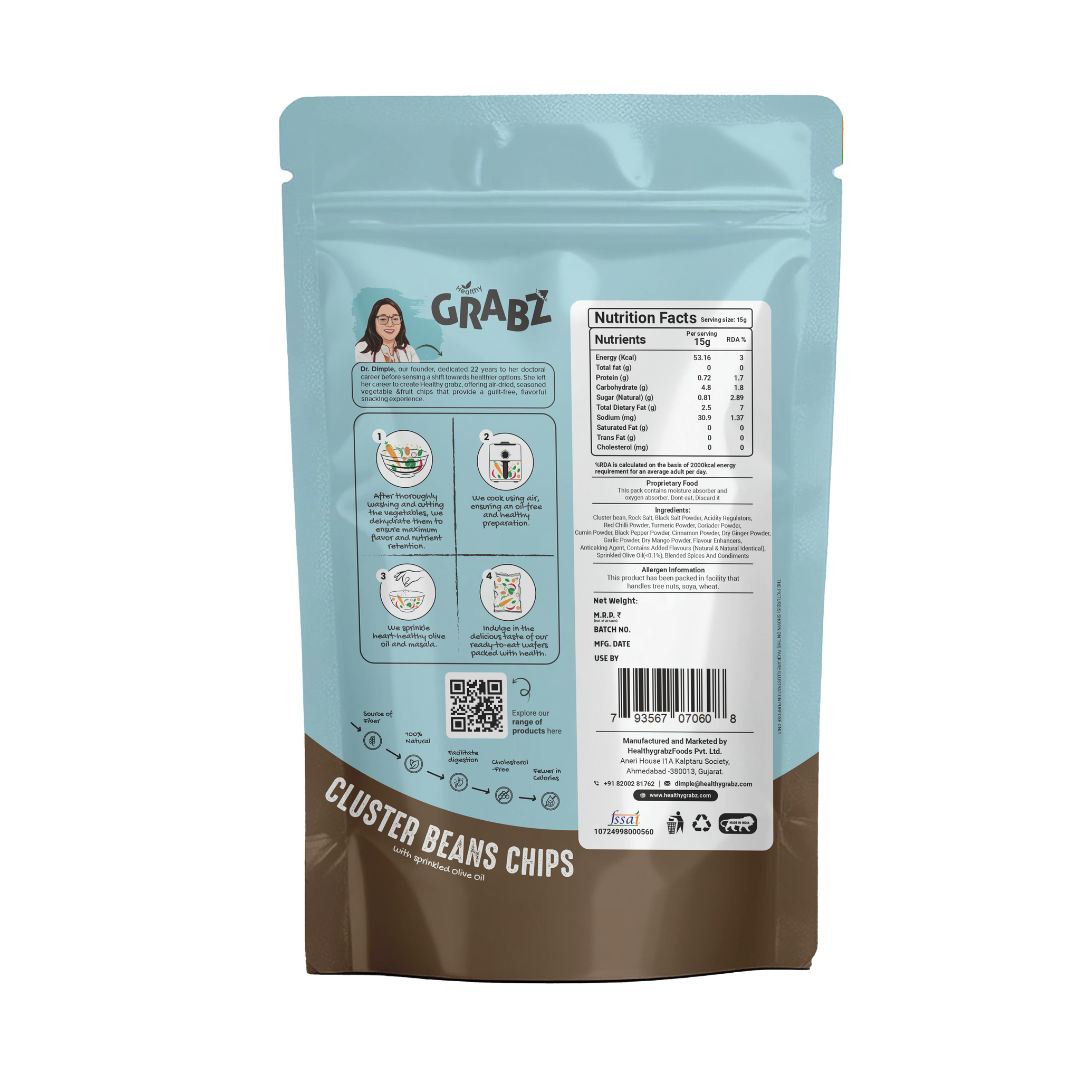 Healthy
GRABZ
Dr. Dimple, our founder, dedicated 22 years to her doctoral
career before sensing a shift towards healthier options. She left
her career to create Healthy grabz, offering air-dried, seasoned
vegetable &fruit chips that provide a guilt-free, flavorful
snacking experience.
1
After thoroughly
washing and cutting
the vegetables, we
dehydrate them to
ensure maximum
flavor and nutrient
retention.
2
We cook using air,
ensuring an oil-free
and healthy
preparation.
3
We sprinkle
heart-healthy olive
oil and masala.
4
Indulge in the
delicious taste of our
ready-to-eat wafers
packed with health.
Explore our
range of
products here
Source of
Fiber
100%
Natural
Facilitate
digestion
Cholesterol
-Free
Fewer in
Calories
CLUSTER BEANS CHIPS
with sprinkled Olive Oil
Nutrition Facts Serving size: 15g
Nutrients Per serving 15g RDA %
Energy (Kcal) 53.16 3
Total fat (g) 0 0
Protein (g) 0.72 1.7
Carbohydrate (g) 4.8 1.8
Sugar (Natural) (g) 0.81 2.89
Total Dietary Fat (g) 2.5 7
Sodium (mg) 30.9 1.37
Saturated Fat (g) 0 0
Trans Fat (g) 0 0
Cholesterol (mg) 0 0
%RDA is calculated on the basis of 2000kcal energy
requirement for an average adult per day.
Proprietary Food
This pack contains moisture absorber and
oxygen absorber. Dont eat, Discard it
Ingredients:
Cluster bean, Rock Salt, Black Salt Powder, Acidity Regulators,
Red Chilli Powder, Turmeric Powder, Coriador Powder,
Cumin Powder, Black Pepper Powder, Cinnamon Powder, Dry Ginger Powder,
Garlic Powder, Dry Mango Powder, Flavour Enhancers,
Anticaking Agent, Contains Added Flavours (Natural & Natural Identical),
Sprinkled Olive Oil(<0.1%), Blended Spices And Condiments
Allergen Information
This product has been packed in facility that
handles tree nuts, soya, wheat.
Net Weight:
M.R.P. ₹
BATCH NO.
MFG. DATE
USE BY
7 93567 07060 8
Manufactured and Marketed by
HealthygrabzFoods Pvt. Ltd.
Aneri House 11A Kalptaru Society,
Ahmedabad -380013, Gujarat.
+91 82002 81762 | dimple@healthygrabz.com
www.healthygrabz.com
fssai
10724998000560
MADE IN INDIA